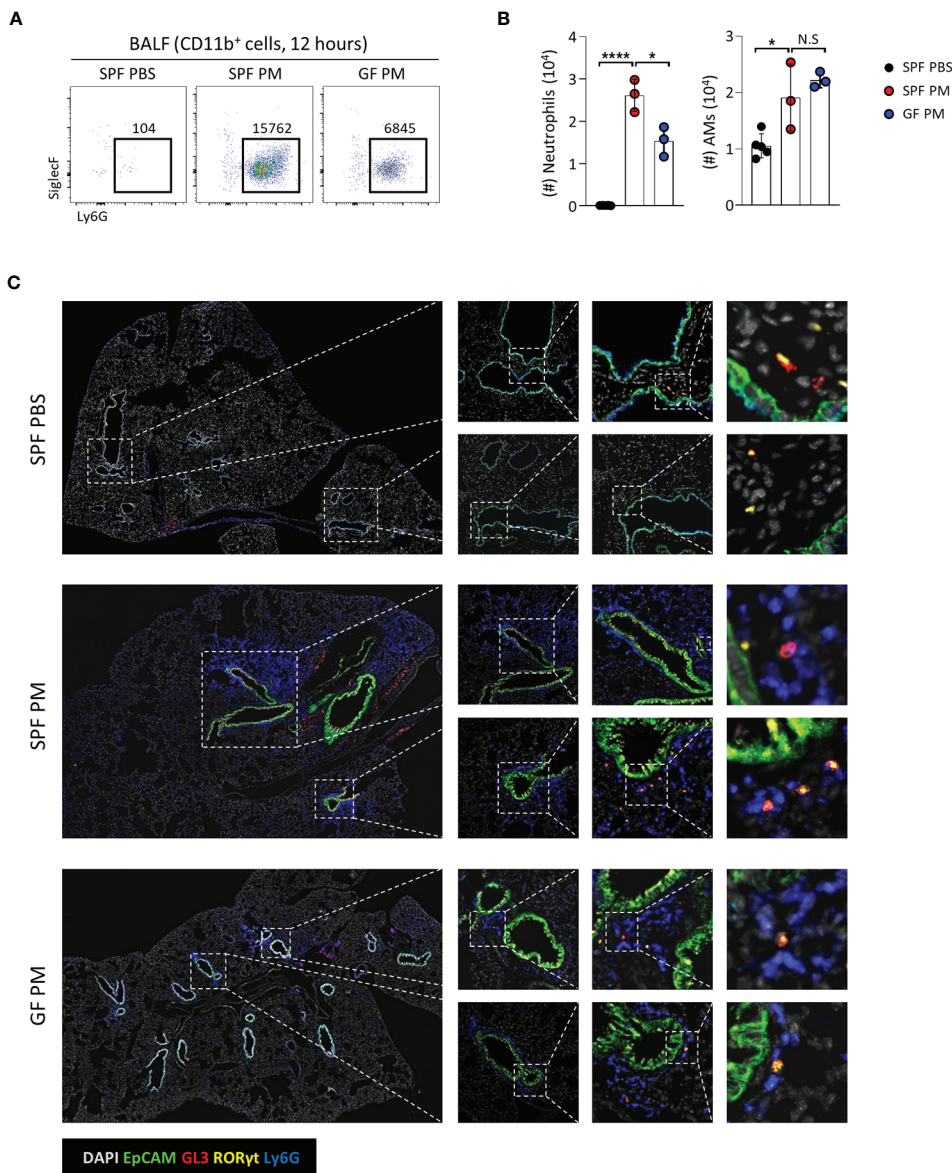 A
BALF (CD11b⁺ cells, 12 hours)
SPF PBS SPF PM GF PM
104 15762 6845
SiglecF
Ly6G
B
(#) Neutrophils (10⁴)
4
3
2
1
0
**** *
(#) AMs (10⁴)
3
2
1
0
* N.S
SPF PBS
SPF PM
GF PM
C
SPF PBS
SPF PM
GF PM
DAPI EpCAM GL3 RORγt Ly6G